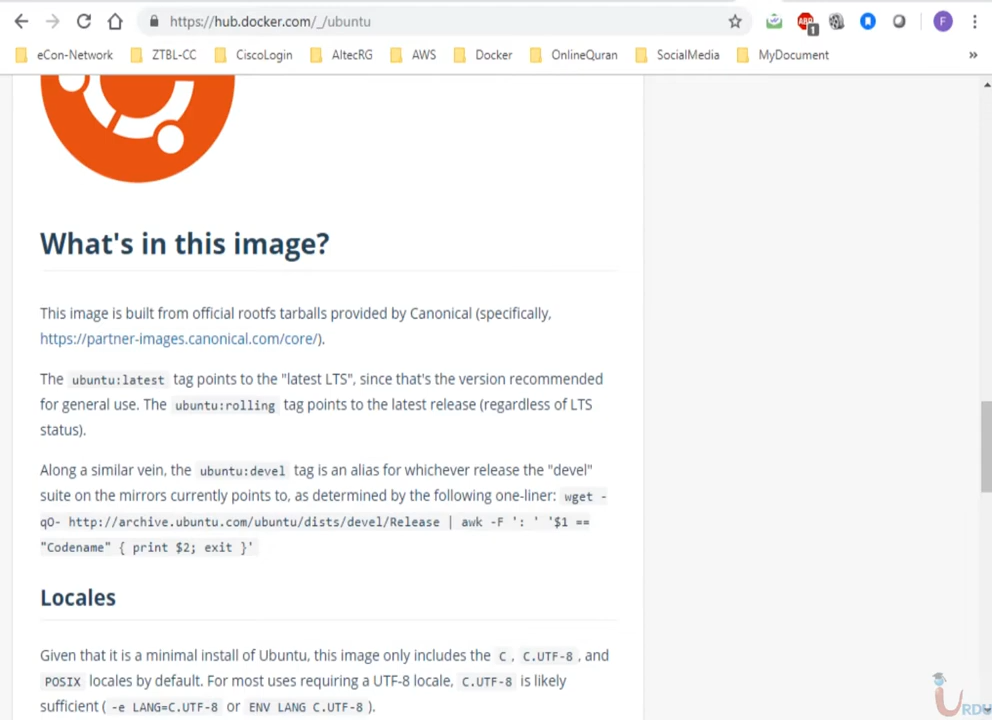 https://hub.docker.com/_/ubuntu
ABP
1
F
eCon-Network ZTBL-CC CiscoLogin AltecRG AWS Docker OnlineQuran SocialMedia MyDocument »
What's in this image?
This image is built from official rootfs tarballs provided by Canonical (specifically,
https://partner-images.canonical.com/core/).
The ubuntu:latest tag points to the "latest LTS", since that's the version recommended
for general use. The ubuntu:rolling tag points to the latest release (regardless of LTS
status).
Along a similar vein, the ubuntu:devel tag is an alias for whichever release the "devel"
suite on the mirrors currently points to, as determined by the following one-liner: wget -
qO- http://archive.ubuntu.com/ubuntu/dists/devel/Release | awk -F ': ' '$1 ==
"Codename" { print $2; exit }'
Locales
Given that it is a minimal install of Ubuntu, this image only includes the C, C.UTF-8, and
POSIX locales by default. For most uses requiring a UTF-8 locale, C.UTF-8 is likely
sufficient ( -e LANG=C.UTF-8 or ENV LANG C.UTF-8 ).
URDU